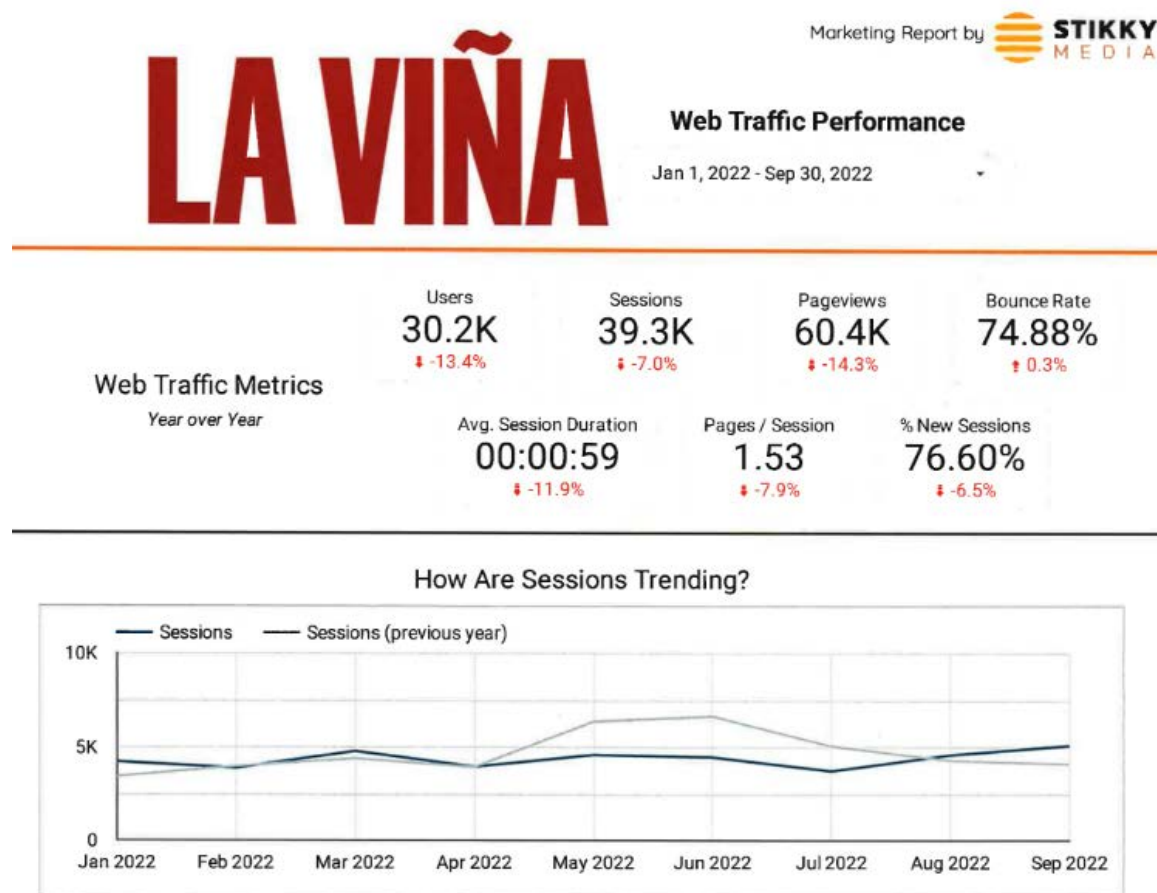 Marketing Report by STIKKY
MEDIA
LA VIÑA
Web Traffic Performance
Jan 1, 2022 - Sep 30, 2022
Users
30.2K
-13.4%
Sessions
39.3K
-7.0%
Pageviews
60.4K
-14.3%
Bounce Rate
74.88%
0.3%
Web Traffic Metrics
Year over Year
Avg. Session Duration
00:00:59
-11.9%
Pages / Session
1.53
-7.9%
% New Sessions
76.60%
-6.5%
How Are Sessions Trending?
Sessions Sessions (previous year)
10K
5K
0
Jan 2022 Feb 2022 Mar 2022 Apr 2022 May 2022 Jun 2022 Jul 2022 Aug 2022 Sep 2022